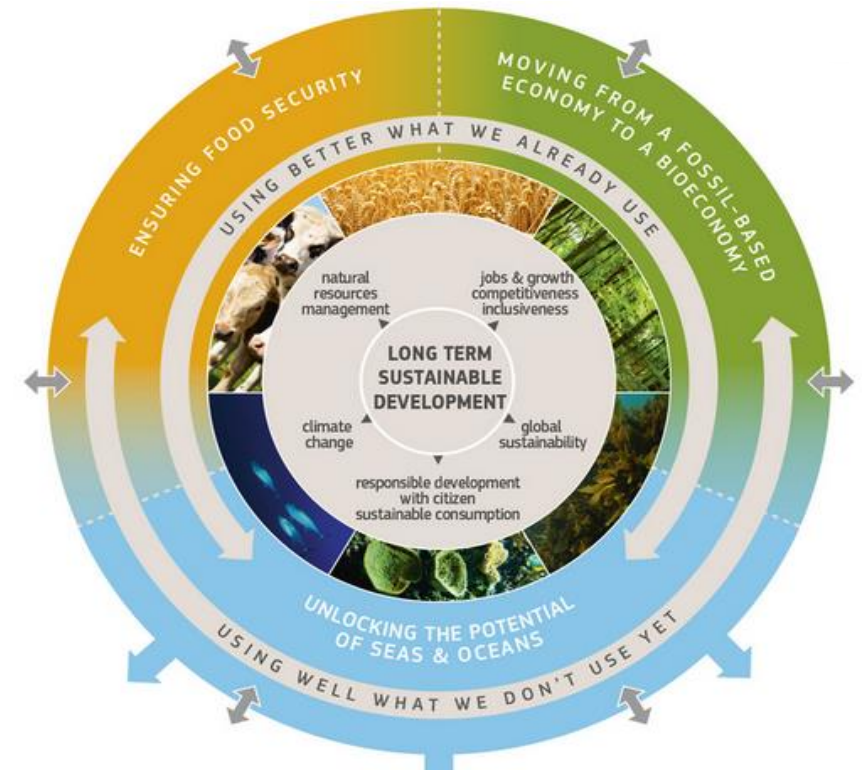 ENSURING FOOD SECURITY
MOVING FROM A FOSSIL-BASED
ECONOMY TO A BIOECONOMY
USING BETTER WHAT WE ALREADY USE
natural
resources
management
jobs & growth
competitiveness
inclusiveness
LONG TERM
SUSTAINABLE
DEVELOPMENT
climate
change
global
sustainability
responsible development
with citizen
sustainable consumption
UNLOCKING THE POTENTIAL
OF SEAS & OCEANS
USING WELL WHAT WE DON'T USE YET